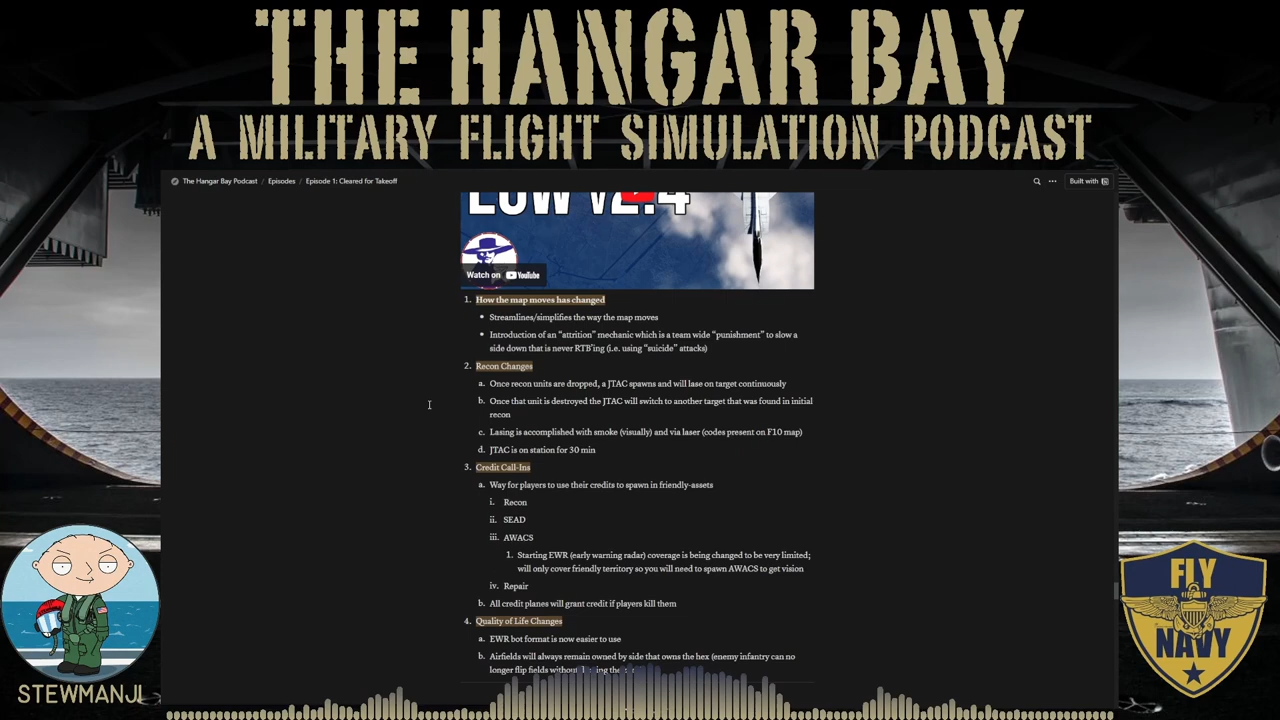 THE HANGAR BAY
A MILITARY FLIGHT SIMULATION PODCAST
The Hangar Bay Podcast / Episodes / Episode 1: Cleared for Takeoff
Built with
ECW v2.4
Watch on YouTube
1. How the map moves has changed
• Streamlines/simplifies the way the map moves
• Introduction of an “attrition” mechanic which is a team wide “punishment” to slow a
side down that is never RTB'ing (i.e. using “suicide” attacks)
2. Recon Changes
a. Once recon units are dropped, a JTAC spawns and will lase on target continuously
b. Once that unit is destroyed the JTAC will switch to another target that was found in initial
recon
c. Lasing is accomplished with smoke (visually) and via laser (codes present on F10 map)
d. JTAC is on station for 30 min
3. Credit Call-Ins
a. Way for players to use their credits to spawn in friendly-assets
i. Recon
ii. SEAD
iii. AWACS
1. Starting EWR (early warning radar) coverage is being changed to be very limited;
will only cover friendly territory so you will need to spawn AWACS to get vision
iv. Repair
b. All credit planes will grant credit if players kill them
4. Quality of Life Changes
a. EWR bot format is now easier to use
b. Airfields will always remain owned by side that owns the hex (enemy infantry can no
longer flip fields without
STEWMANJI
FLY
NAVY